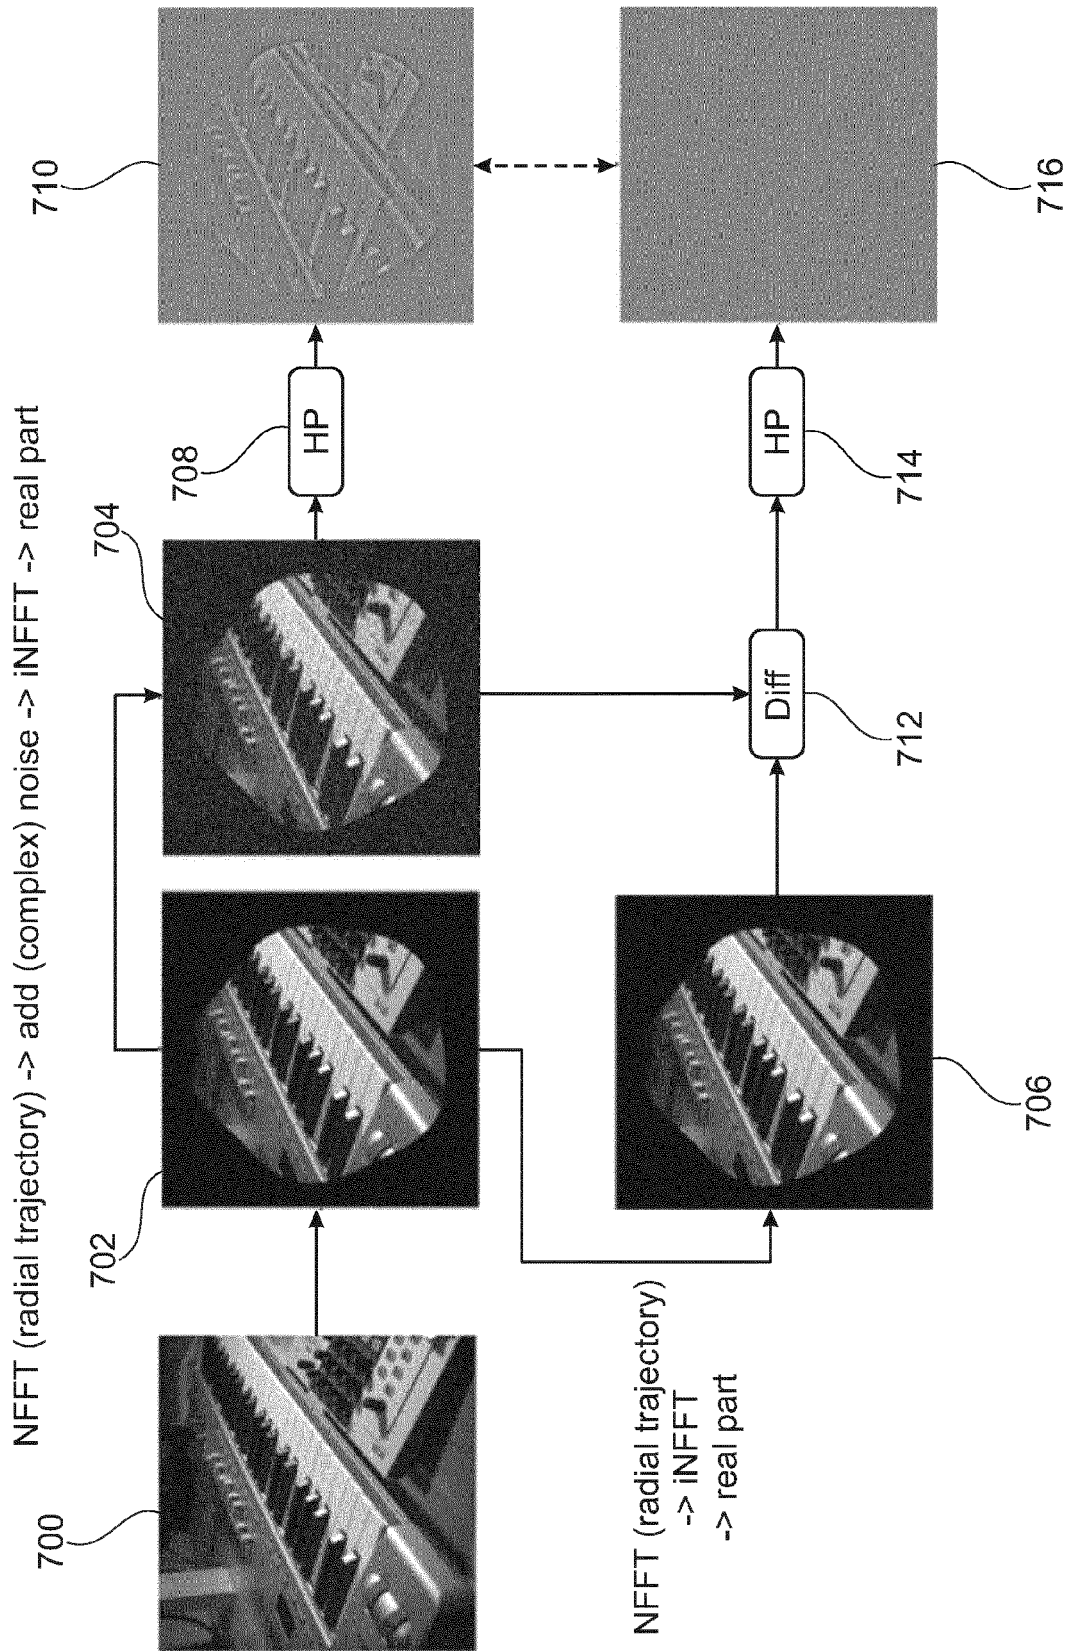 NFFT (radial trajectory) -> add (complex) noise -> iNFFT -> real part
700
702
704
708
HP
710
NFFT (radial trajectory)
-> iNFFT
-> real part
706
Diff
712
HP
714
716